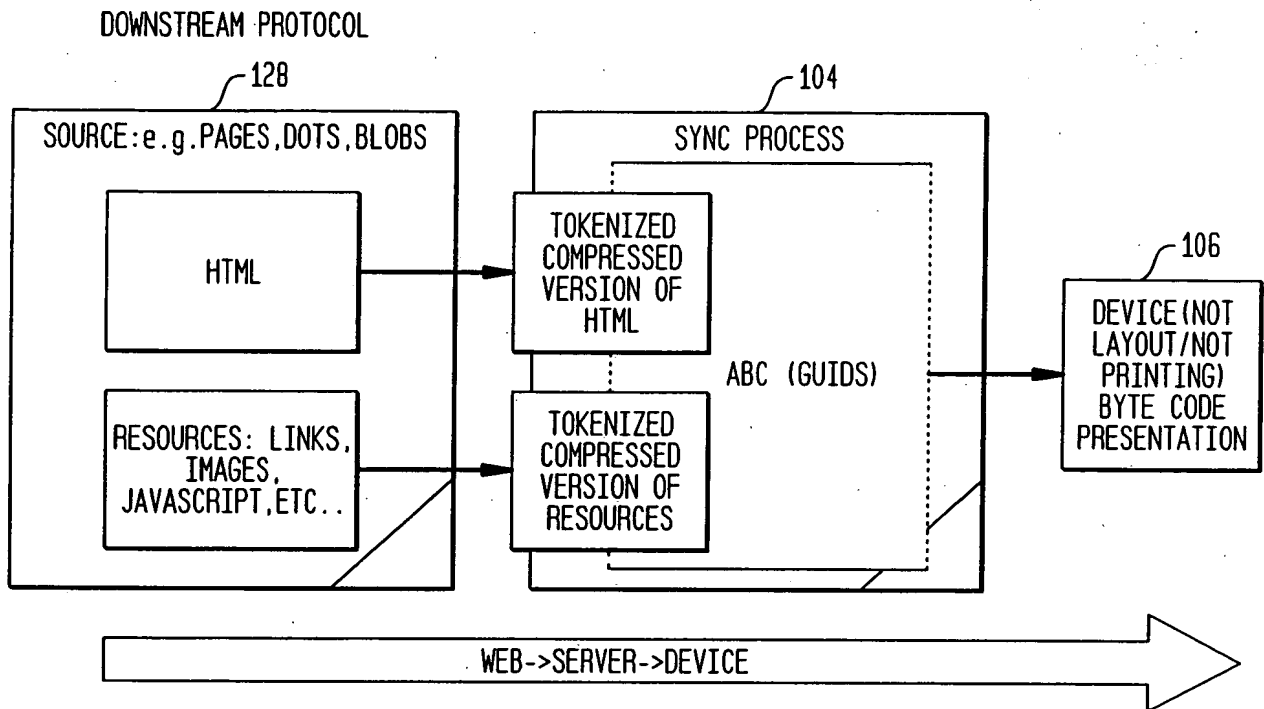 DOWNSTREAM PROTOCOL
128
SOURCE:e.g.PAGES,DOTS,BLOBS
HTML
RESOURCES: LINKS,
IMAGES,
JAVASCRIPT,ETC..
104
SYNC PROCESS
TOKENIZED
COMPRESSED
VERSION OF
HTML
ABC (GUIDS)
TOKENIZED
COMPRESSED
VERSION OF
RESOURCES
106
DEVICE(NOT
LAYOUT/NOT
PRINTING)
BYTE CODE
PRESENTATION
WEB->SERVER->DEVICE